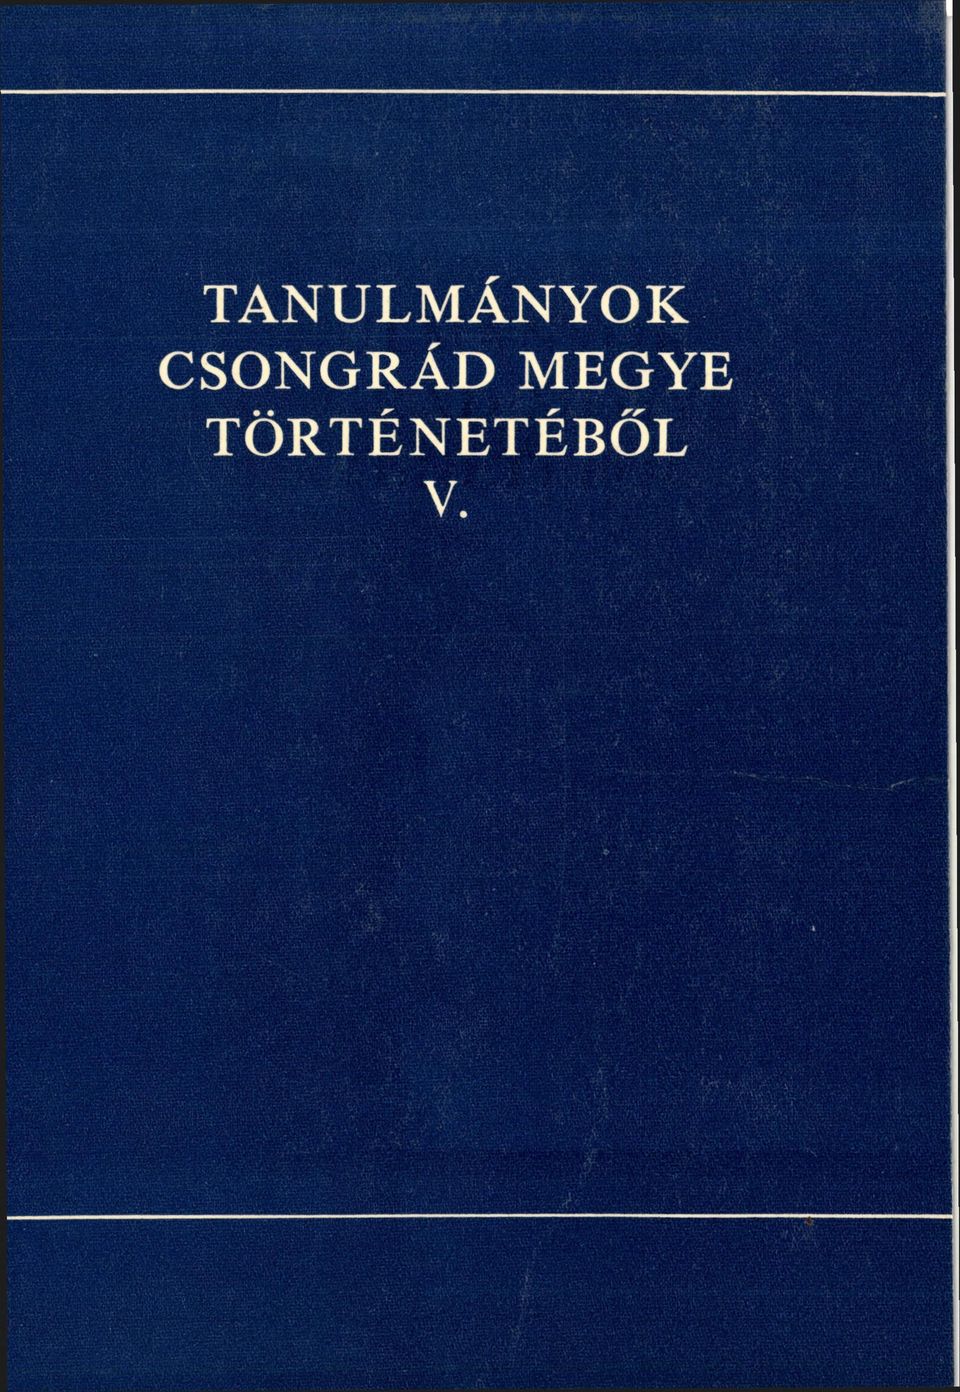 TANULMÁNYOK
CSONGRÁD MEGYE
TÖRTÉNETÉBŐL
V.